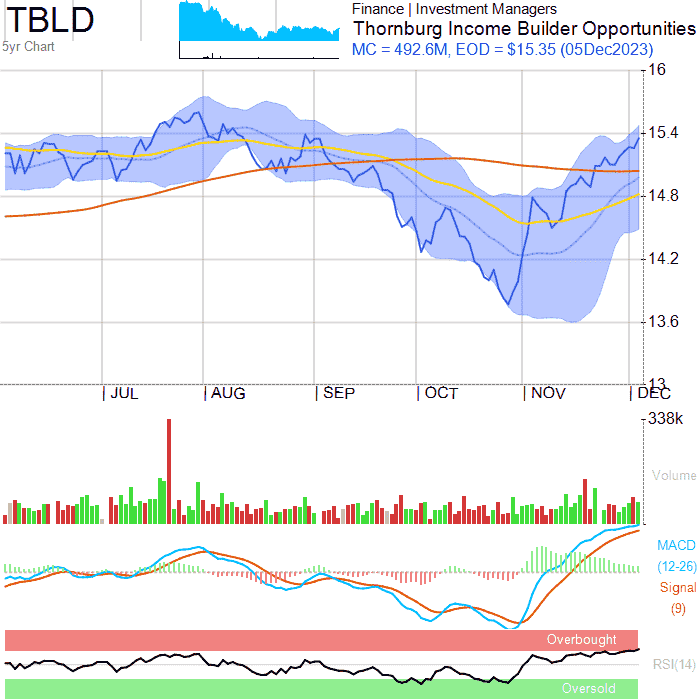 TBLD
5yr Chart
Finance | Investment Managers
Thornburg Income Builder Opportunities
MC = 492.6M, EOD = $15.35 (05Dec2023)
16
15.4
14.8
14.2
13.6
13
JUL AUG SEP OCT NOV DEC
338k
Volume
MACD
(12-26)
Signal
(9)
Overbought
RSI(14)
Oversold